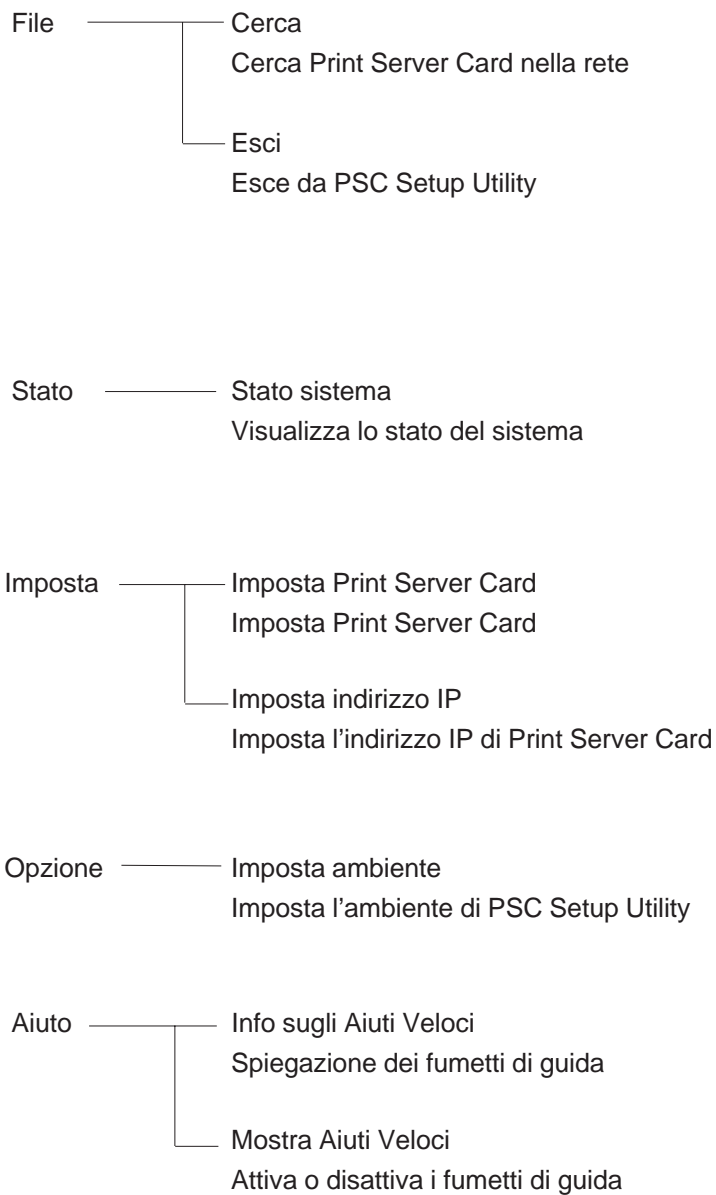 File Cerca
Cerca Print Server Card nella rete
Esci
Esce da PSC Setup Utility
Stato Stato sistema
Visualizza lo stato del sistema
Imposta Imposta Print Server Card
Imposta Print Server Card
Imposta indirizzo IP
Imposta l'indirizzo IP di Print Server Card
Opzione Imposta ambiente
Imposta l'ambiente di PSC Setup Utility
Aiuto Info sugli Aiuti Veloci
Spiegazione dei fumetti di guida
Mostra Aiuti Veloci
Attiva o disattiva i fumetti di guida